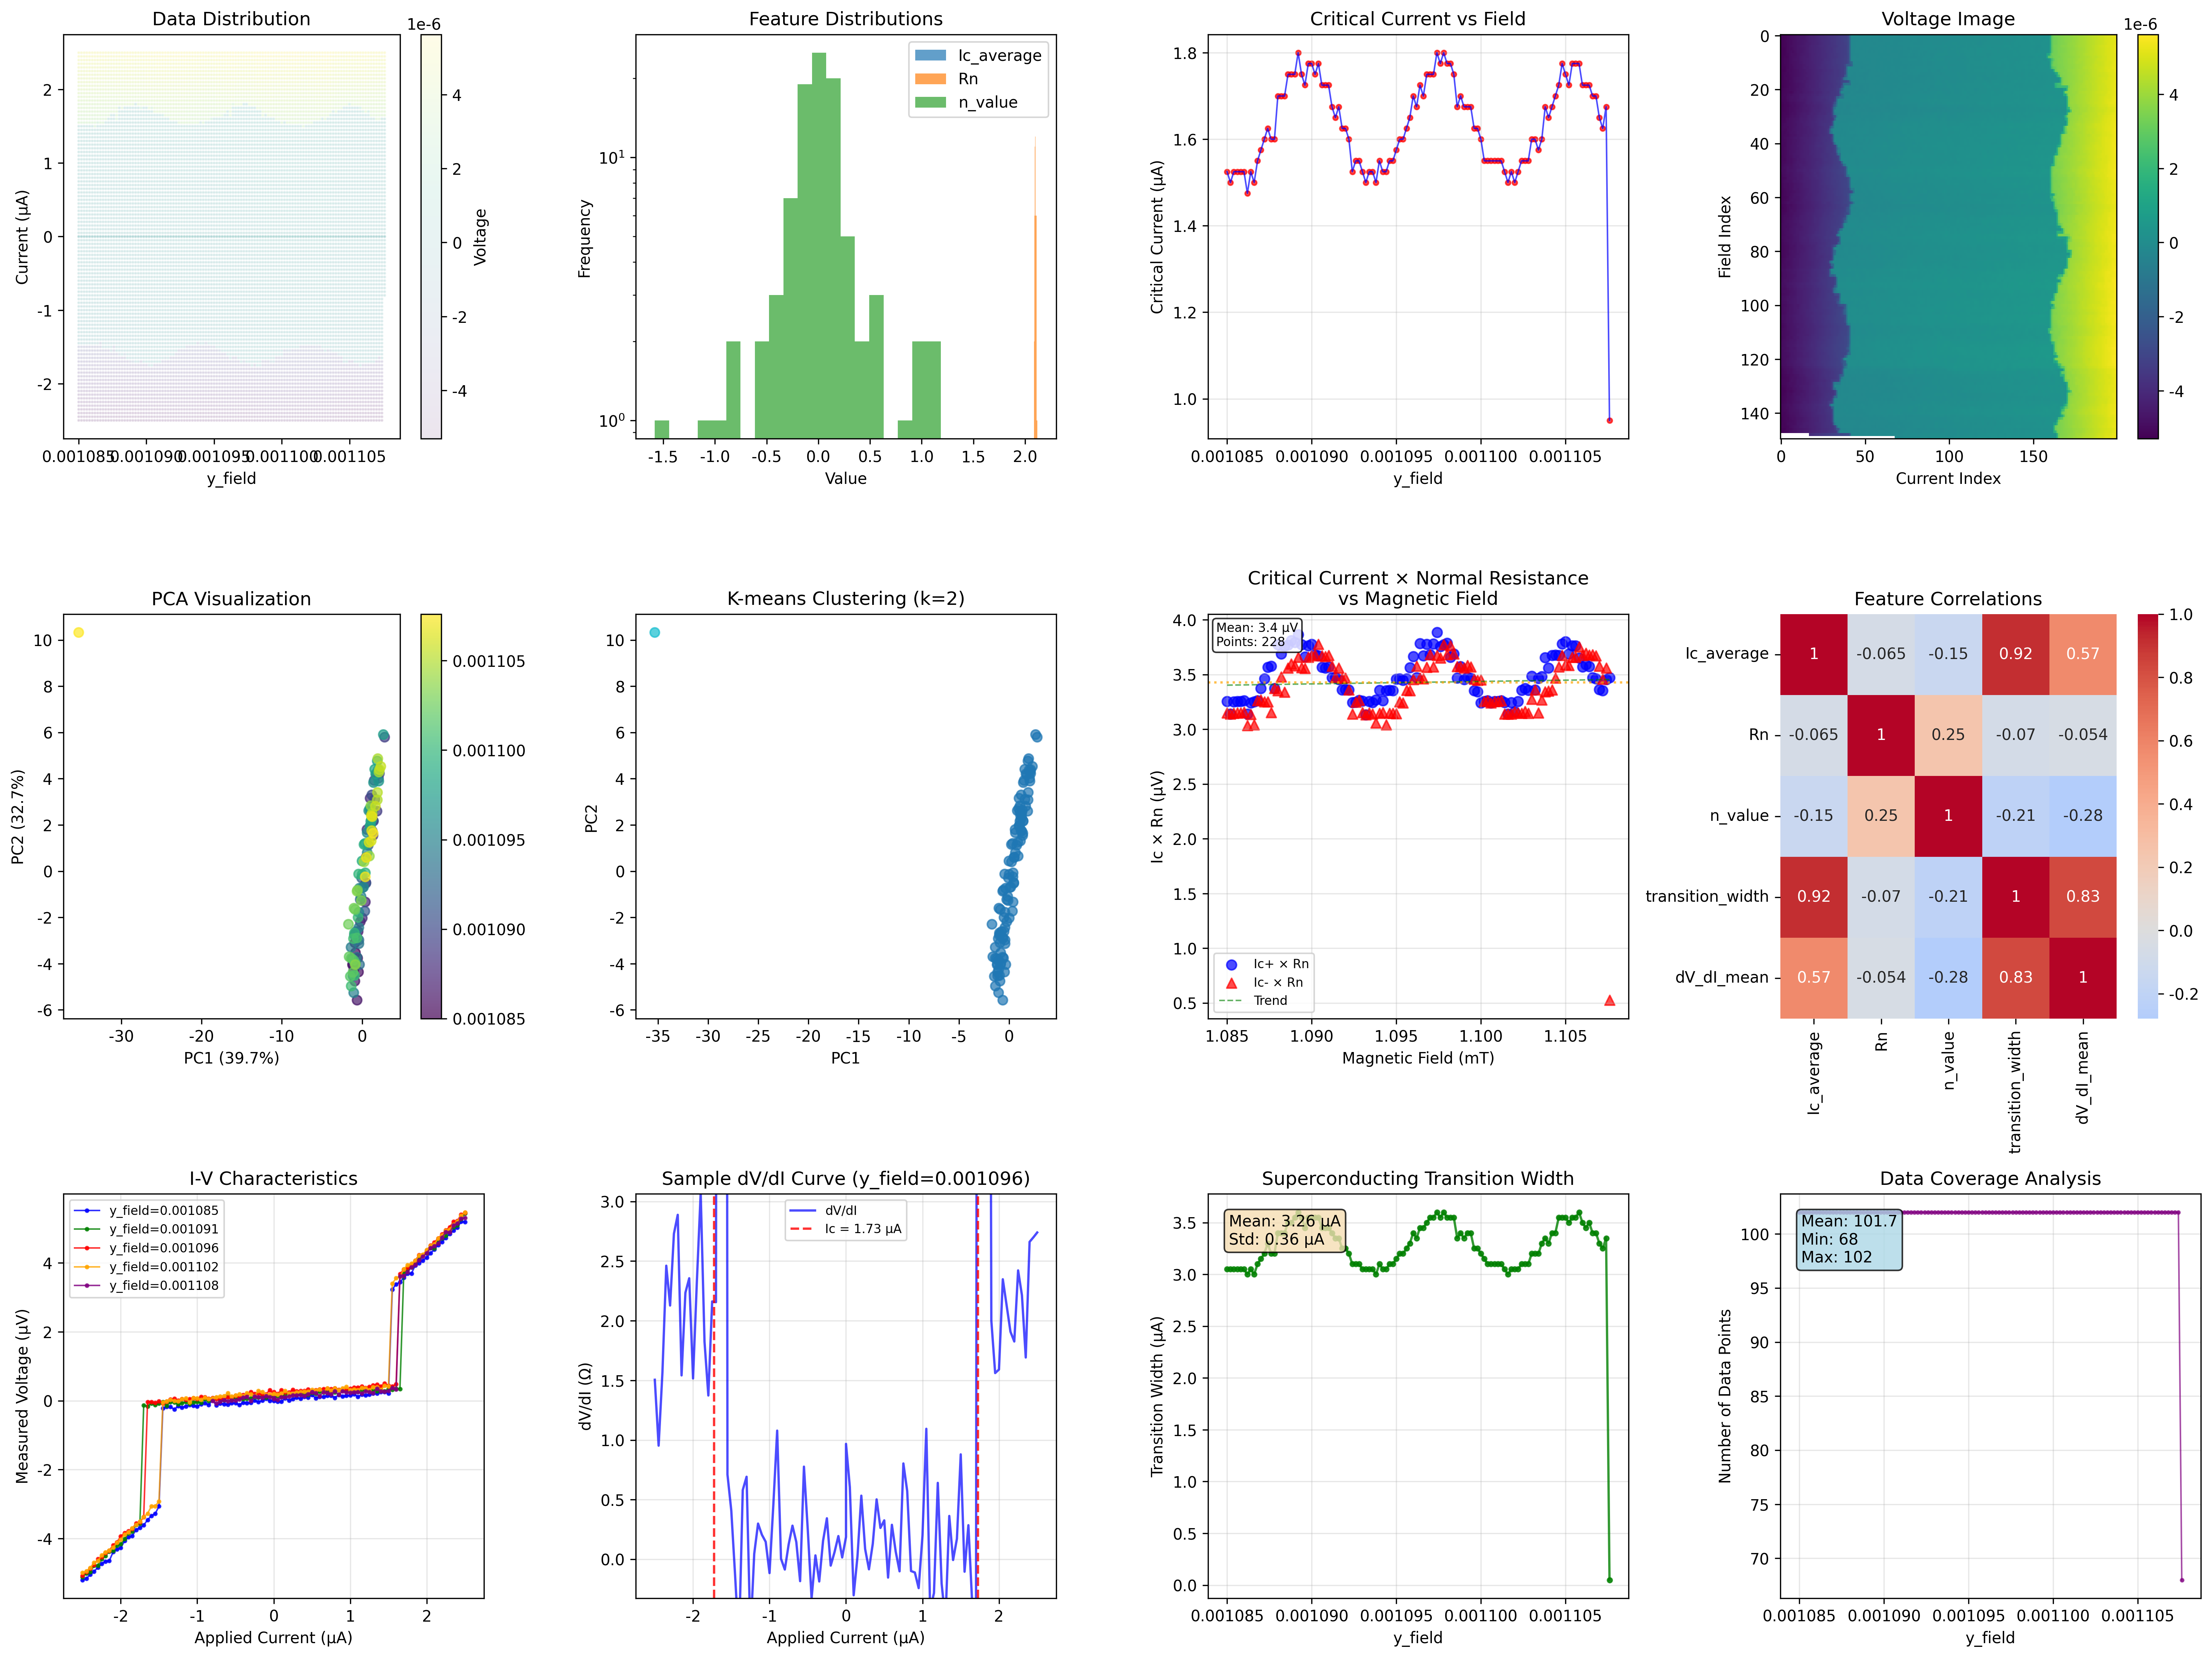 Data Distribution
1e-6
2
1
0
-1
-2
Current (μA)
0.001085
0.001090
0.001095
0.001100
0.001105
y_field
4
2
0
-2
-4
Voltage
Feature Distributions
Ic_average
Rn
n_value
10¹
10⁰
Frequency
-1.5 -1.0 -0.5 0.0 0.5 1.0 1.5 2.0
Value
Critical Current vs Field
1.8
1.6
1.4
1.2
1.0
Critical Current (μA)
0.001085 0.001090 0.001095 0.001100 0.001105
y_field
Voltage Image
1e-6
0
20
40
60
80
100
120
140
Field Index
0 50 100 150
Current Index
4
2
0
-2
-4
PCA Visualization
10
8
6
4
2
0
-2
-4
-6
PC2 (32.7%)
-30 -20 -10 0
PC1 (39.7%)
0.001105
0.001100
0.001095
0.001090
0.001085
K-means Clustering (k=2)
10
8
6
4
2
0
-2
-4
-6
PC2
-35 -30 -25 -20 -15 -10 -5 0
PC1
Critical Current × Normal Resistance
vs Magnetic Field
Mean: 3.4 μV
Points: 228
4.0
3.5
3.0
2.5
2.0
1.5
1.0
0.5
Ic × Rn (μV)
Ic+ × Rn
Ic- × Rn
Trend
1.085 1.090 1.095 1.100 1.105
Magnetic Field (mT)
Feature Correlations
Ic_average 1 -0.065 -0.15 0.92 0.57
Rn -0.065 1 0.25 -0.07 -0.054
n_value -0.15 0.25 1 -0.21 -0.28
transition_width 0.92 -0.07 -0.21 1 0.83
dV_dI_mean 0.57 -0.054 -0.28 0.83 1
Ic_average
Rn
n_value
transition_width
dV_dI_mean
1.0
0.8
0.6
0.4
0.2
0.0
-0.2
I-V Characteristics
y_field=0.001085
y_field=0.001091
y_field=0.001096
y_field=0.001102
y_field=0.001108
4
2
0
-2
-4
Measured Voltage (μV)
-2 -1 0 1 2
Applied Current (μA)
Sample dV/dI Curve (y_field=0.001096)
dV/dI
Ic = 1.73 μA
3.0
2.5
2.0
1.5
1.0
0.5
0.0
dV/dI (Ω)
-2 -1 0 1 2
Applied Current (μA)
Superconducting Transition Width
Mean: 3.26 μA
Std: 0.36 μA
3.5
3.0
2.5
2.0
1.5
1.0
0.5
0.0
Transition Width (μA)
0.001085 0.001090 0.001095 0.001100 0.001105
y_field
Data Coverage Analysis
Mean: 101.7
Min: 68
Max: 102
100
95
90
85
80
75
70
Number of Data Points
0.001085 0.001090 0.001095 0.001100 0.001105
y_field